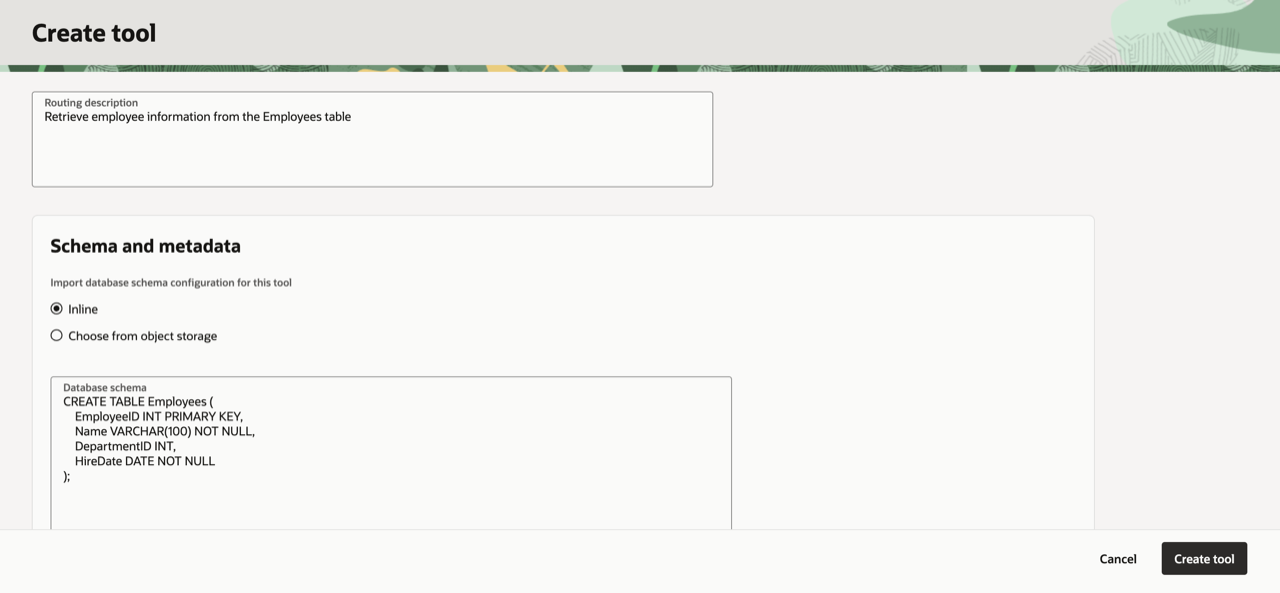 Create tool
Routing description
Retrieve employee information from the Employees table
Schema and metadata
Import database schema configuration for this tool
Inline
Choose from object storage
Database schema
CREATE TABLE Employees (
EmployeeID INT PRIMARY KEY,
Name VARCHAR(100) NOT NULL,
DepartmentID INT,
HireDate DATE NOT NULL
);
Cancel
Create tool